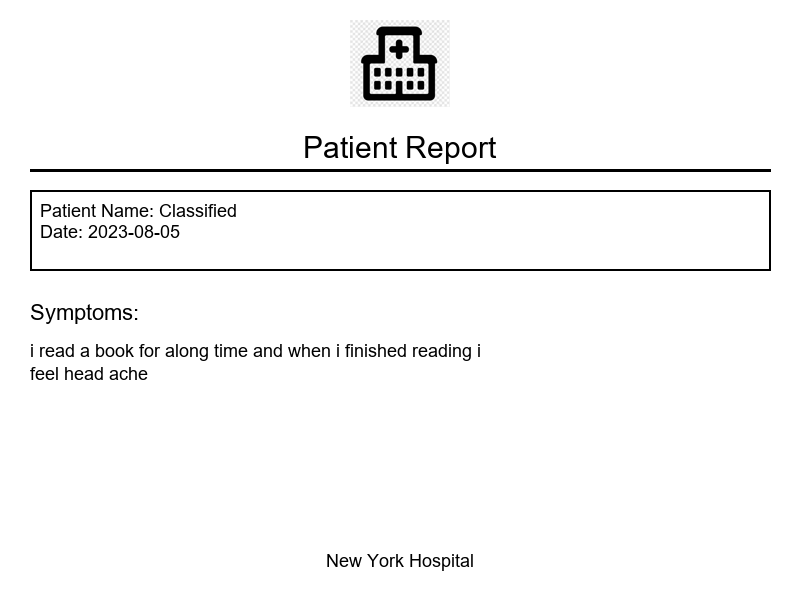 Patient Report
Patient Name: Classified
Date: 2023-08-05
Symptoms:
i read a book for along time and when i finished reading i
feel head ache
New York Hospital